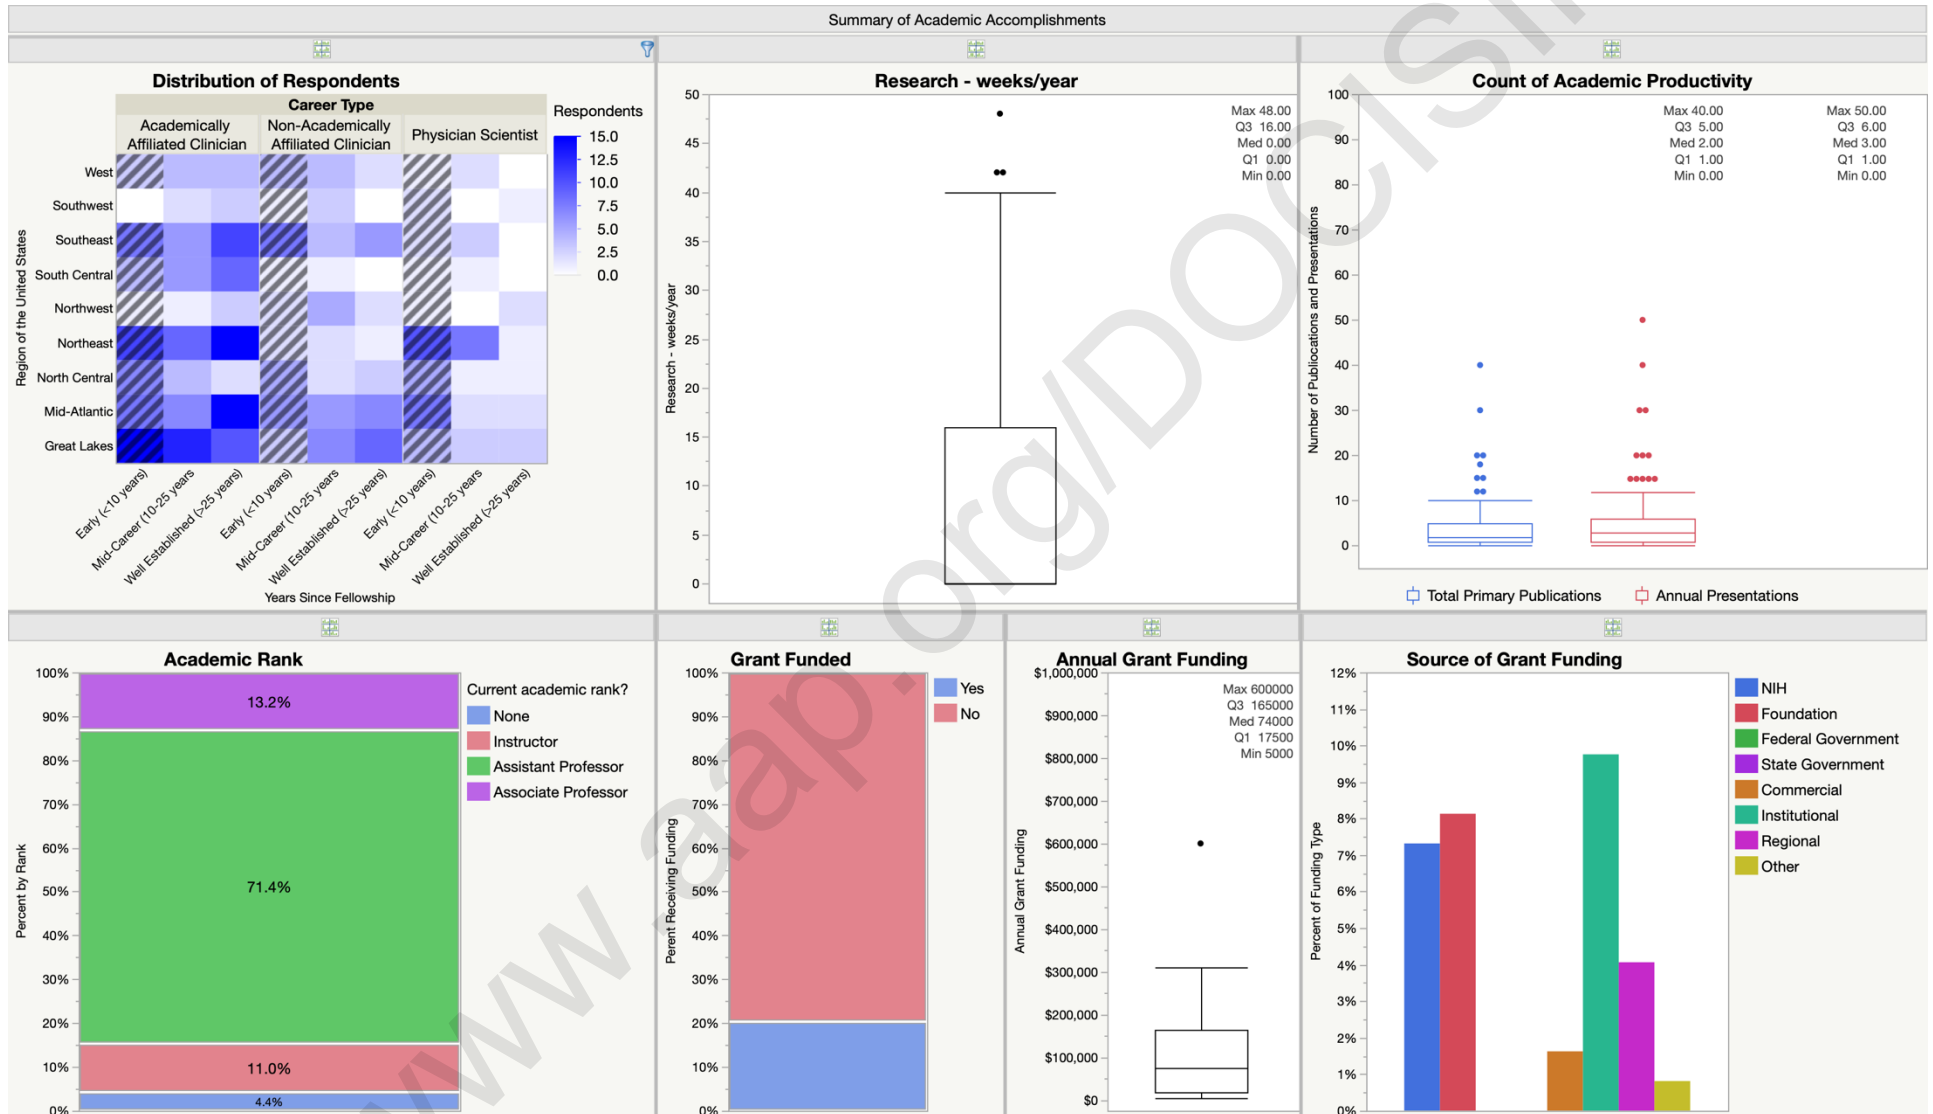 Summary of Academic Accomplishments
Distribution of Respondents
Career Type
Academically
Affiliated Clinician
Non-Academically
Affiliated Clinician
Physician Scientist
Respondents
15.0
12.5
10.0
7.5
5.0
2.5
0.0
Region of the United States
West
Southwest
Southeast
South Central
Northwest
Northeast
North Central
Mid-Atlantic
Great Lakes
Early (<10 years)
Mid-Career (10-25 years
Well Established (>25 years)
Early (<10 years)
Mid-Career (10-25 years
Well Established (>25 years)
Early (<10 years)
Mid-Career (10-25 years
Well Established (>25 years)
Years Since Fellowship
Research - weeks/year
Research - weeks/year
50
45
40
35
30
25
20
15
10
5
0
Max 48.00
Q3 16.00
Med 0.00
Q1 0.00
Min 0.00
Count of Academic Productivity
Number of Publiocations and Presentations
100
90
80
70
60
50
40
30
20
10
0
Max 40.00
Q3 5.00
Med 2.00
Q1 1.00
Min 0.00
Max 50.00
Q3 6.00
Med 3.00
Q1 1.00
Min 0.00
Total Primary Publications
Annual Presentations
Academic Rank
Percent by Rank
100%
90%
80%
70%
60%
50%
40%
30%
20%
10%
0%
13.2%
71.4%
11.0%
4.4%
Current academic rank?
None
Instructor
Assistant Professor
Associate Professor
Grant Funded
Perent Receiving Funding
100%
90%
80%
70%
60%
50%
40%
30%
20%
10%
0%
Yes
No
Annual Grant Funding
Annual Grant Funding
$1,000,000
$900,000
$800,000
$700,000
$600,000
$500,000
$400,000
$300,000
$200,000
$100,000
$0
Max 600000
Q3 165000
Med 74000
Q1 17500
Min 5000
Source of Grant Funding
Percent of Funding Type
12%
11%
10%
9%
8%
7%
6%
5%
4%
3%
2%
1%
0%
NIH
Foundation
Federal Government
State Government
Commercial
Institutional
Regional
Other
www.aap.org/DOCISIN